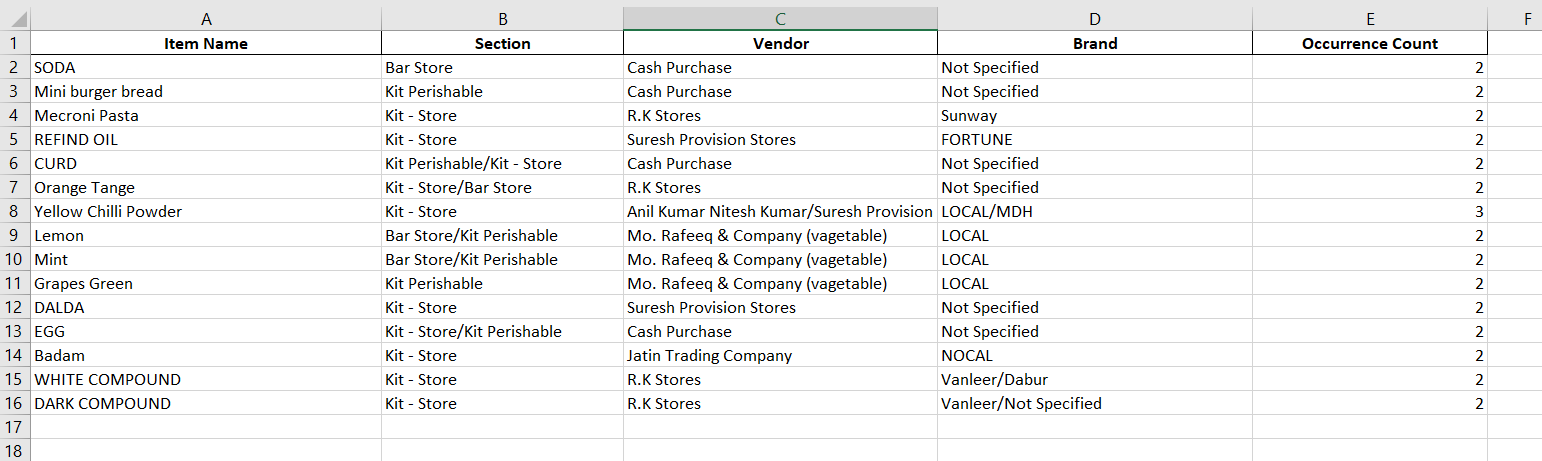 A B C D E F
1 Item Name Section Vendor Brand Occurrence Count
2 SODA Bar Store Cash Purchase Not Specified 2
3 Mini burger bread Kit Perishable Cash Purchase Not Specified 2
4 Mecroni Pasta Kit - Store R.K Stores Sunway 2
5 REFIND OIL Kit - Store Suresh Provision Stores FORTUNE 2
6 CURD Kit Perishable/Kit - Store Cash Purchase Not Specified 2
7 Orange Tange Kit - Store/Bar Store R.K Stores Not Specified 2
8 Yellow Chilli Powder Kit - Store Anil Kumar Nitesh Kumar/Suresh Provision LOCAL/MDH 3
9 Lemon Bar Store/Kit Perishable Mo. Rafeeq & Company (vagetable) LOCAL 2
10 Mint Bar Store/Kit Perishable Mo. Rafeeq & Company (vagetable) LOCAL 2
11 Grapes Green Kit Perishable Mo. Rafeeq & Company (vagetable) LOCAL 2
12 DALDA Kit - Store Suresh Provision Stores Not Specified 2
13 EGG Kit - Store/Kit Perishable Cash Purchase Not Specified 2
14 Badam Kit - Store Jatin Trading Company NOCAL 2
15 WHITE COMPOUND Kit - Store R.K Stores Vanleer/Dabur 2
16 DARK COMPOUND Kit - Store R.K Stores Vanleer/Not Specified 2
17
18